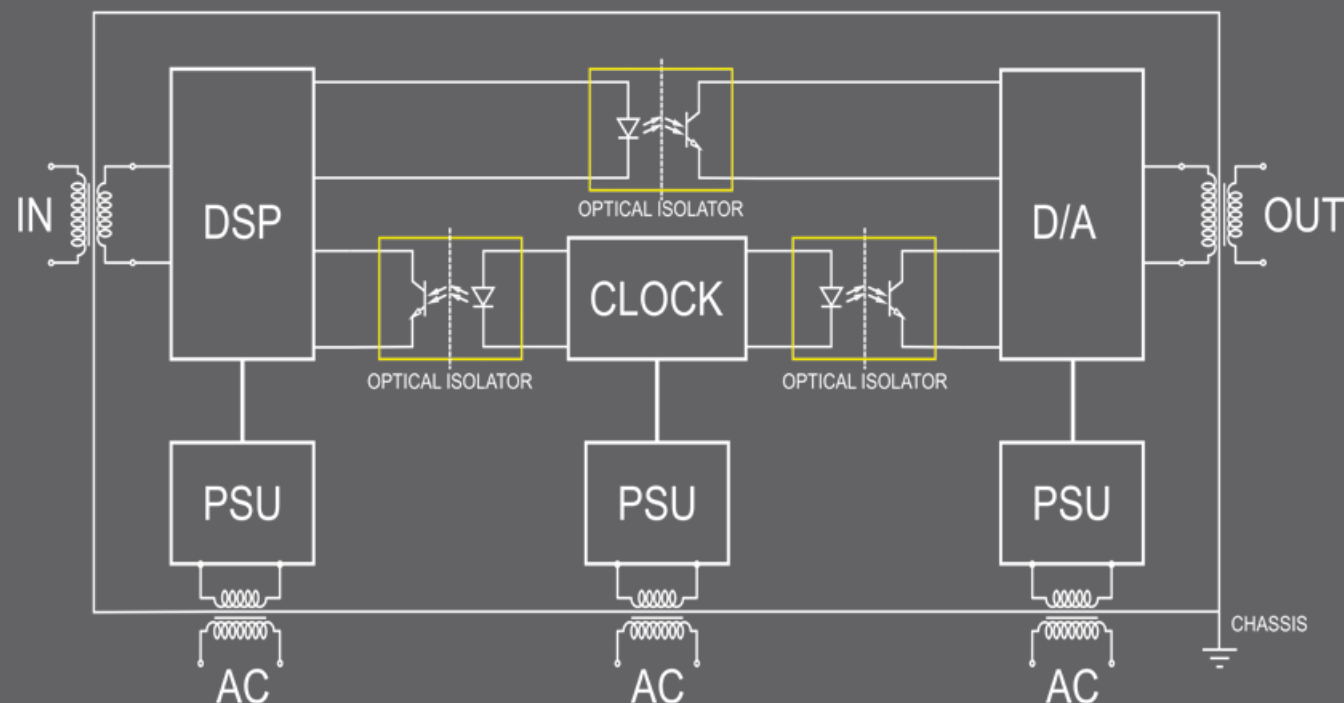 IN
DSP
OPTICAL ISOLATOR
D/A
OUT
CLOCK
OPTICAL ISOLATOR
OPTICAL ISOLATOR
PSU
PSU
PSU
CHASSIS
AC
AC
AC